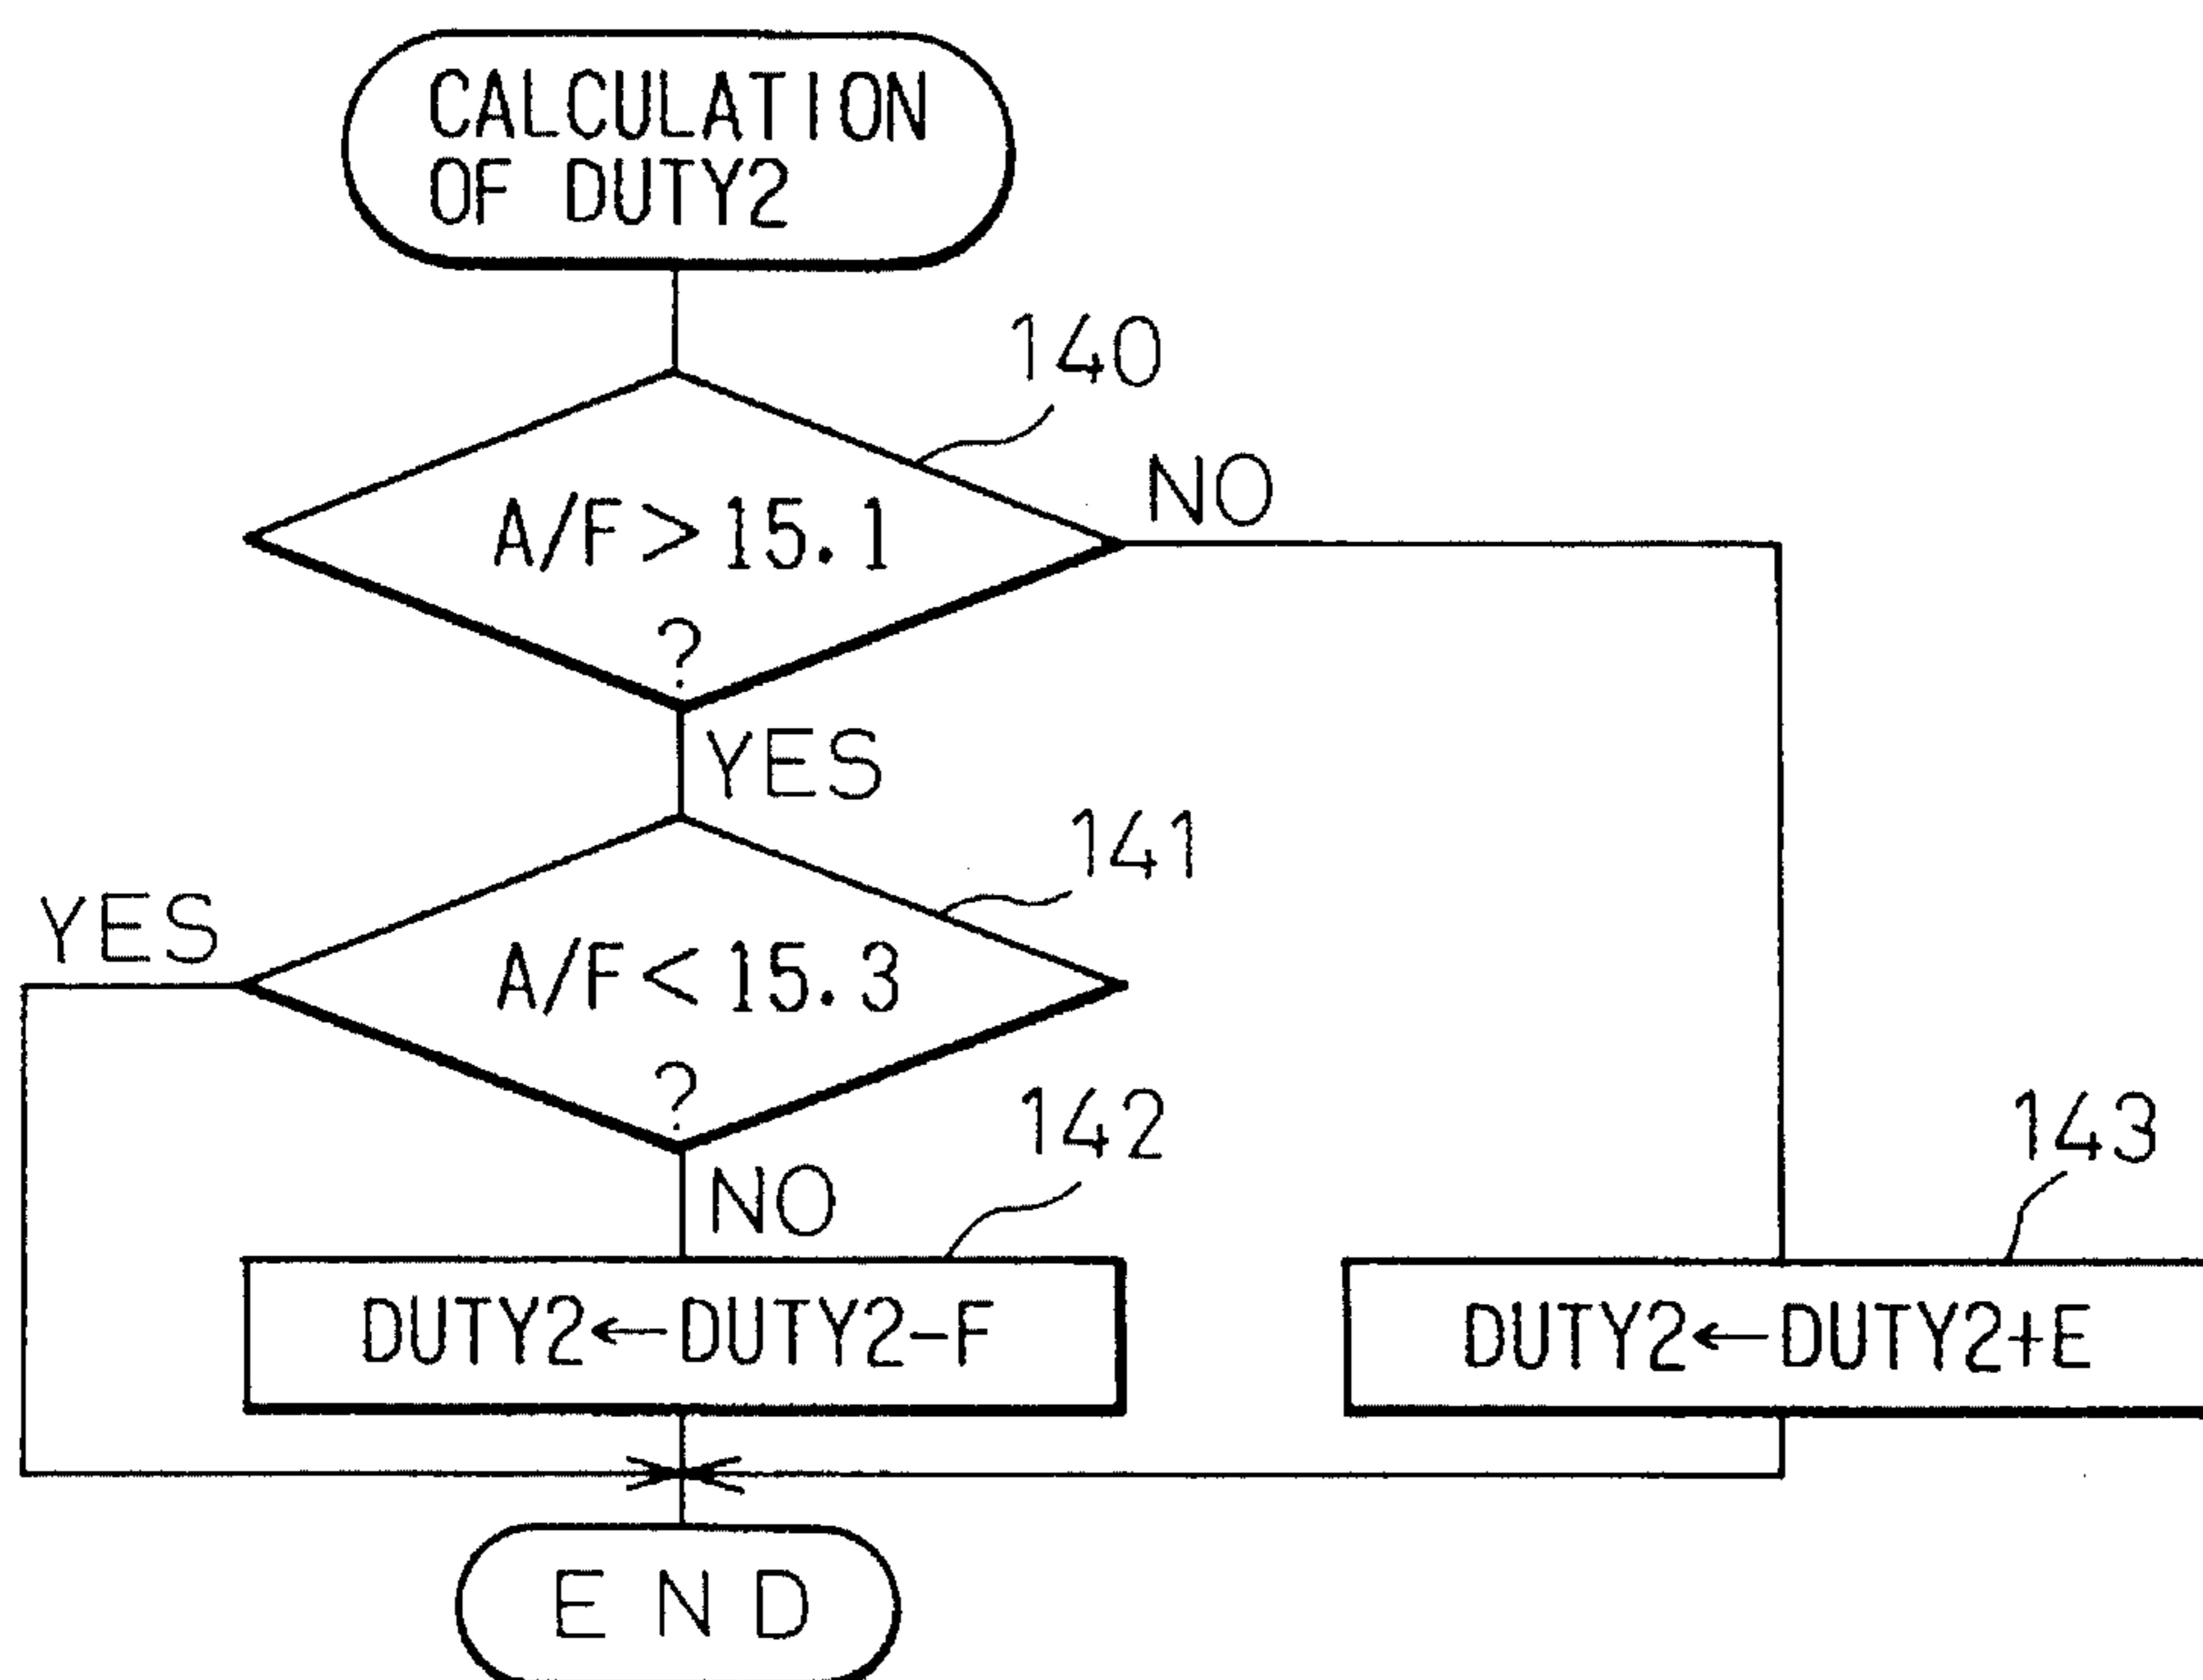 CALCULATION
OF DUTY2
140
A/F>15.1
?
NO
YES
141
YES
A/F<15.3
?
NO
142
143
DUTY2←DUTY2-F
DUTY2←DUTY2+E
END